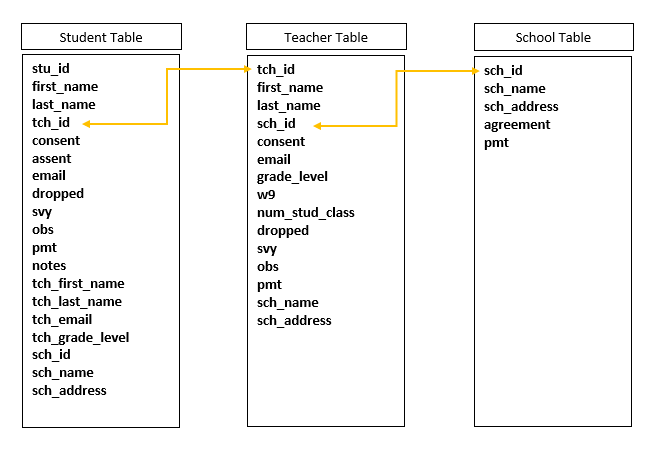 Student Table
stu_id
first_name
last_name
tch_id
consent
assent
email
dropped
svy
obs
pmt
notes
tch_first_name
tch_last_name
tch_email
tch_grade_level
sch_id
sch_name
sch_address
Teacher Table
tch_id
first_name
last_name
sch_id
consent
email
grade_level
w9
num_stud_class
dropped
svy
obs
pmt
sch_name
sch_address
School Table
sch_id
sch_name
sch_address
agreement
pmt